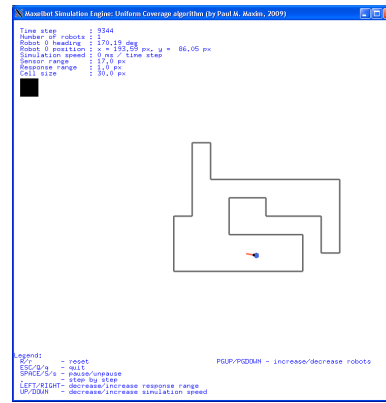 Maxelbot Simulation Engine: Uniform Coverage algorithm (by Paul M. Maxim, 2009)
Time step : 9344
Number of robots : 1
Robot 0 heading : 170.19 deg
Robot 0 position : x = 193.59 px, y = 86.05 px
Simulation speed : 0 ms / time step
Sensor range : 17.0 px
Response range : 1.0 px
Cell size : 30.0 px
Legend:
R/r - reset
ESC/Q/q - quit
SPACE/S/s - pause/unpause
. - step by step
LEFT/RIGHT- decrease/increase response range
UP/DOWN - decrease/increase simulation speed
PGUP/PGDOWN - increase/decrease robots